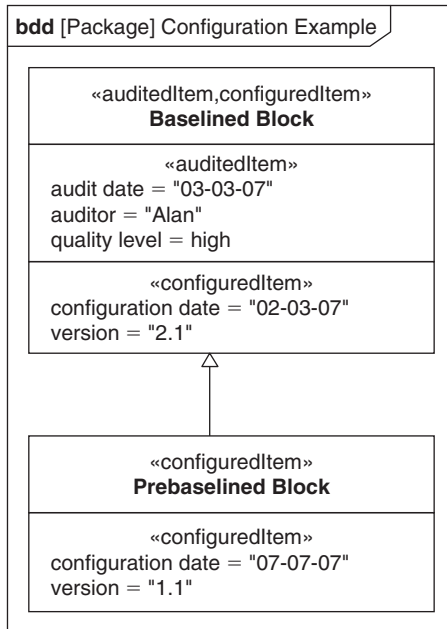 bdd [Package] Configuration Example
«auditedItem,configuredItem»
Baselined Block
«auditedItem»
audit date = "03-03-07"
auditor = "Alan"
quality level = high
«configuredItem»
configuration date = "02-03-07"
version = "2.1"
«configuredItem»
Prebaselined Block
«configuredItem»
configuration date = "07-07-07"
version = "1.1"